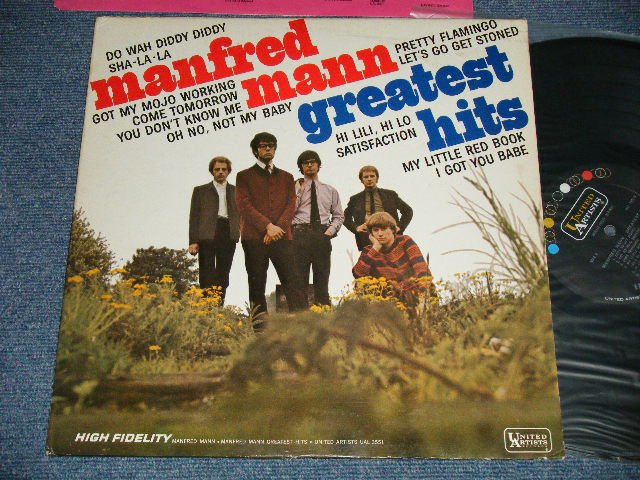 DO WAH DIDDY DIDDY
SHA-LA-LA
manfred
mann
GOT MY MOJO WORKING
COME TOMORROW
YOU DON'T KNOW ME
OH NO, NOT MY BABY
PRETTY FLAMINGO
LET'S GO GET STONED
greatest
hits
HI LILI, HI LO
SATISFACTION
MY LITTLE RED BOOK
I GOT YOU BABE
UNITED
ARTISTS
HIGH FIDELITY MANFRED MANN • MANFRED MANN GREATEST HITS • UNITED ARTISTS UAL 3551
UNITED
ARTISTS